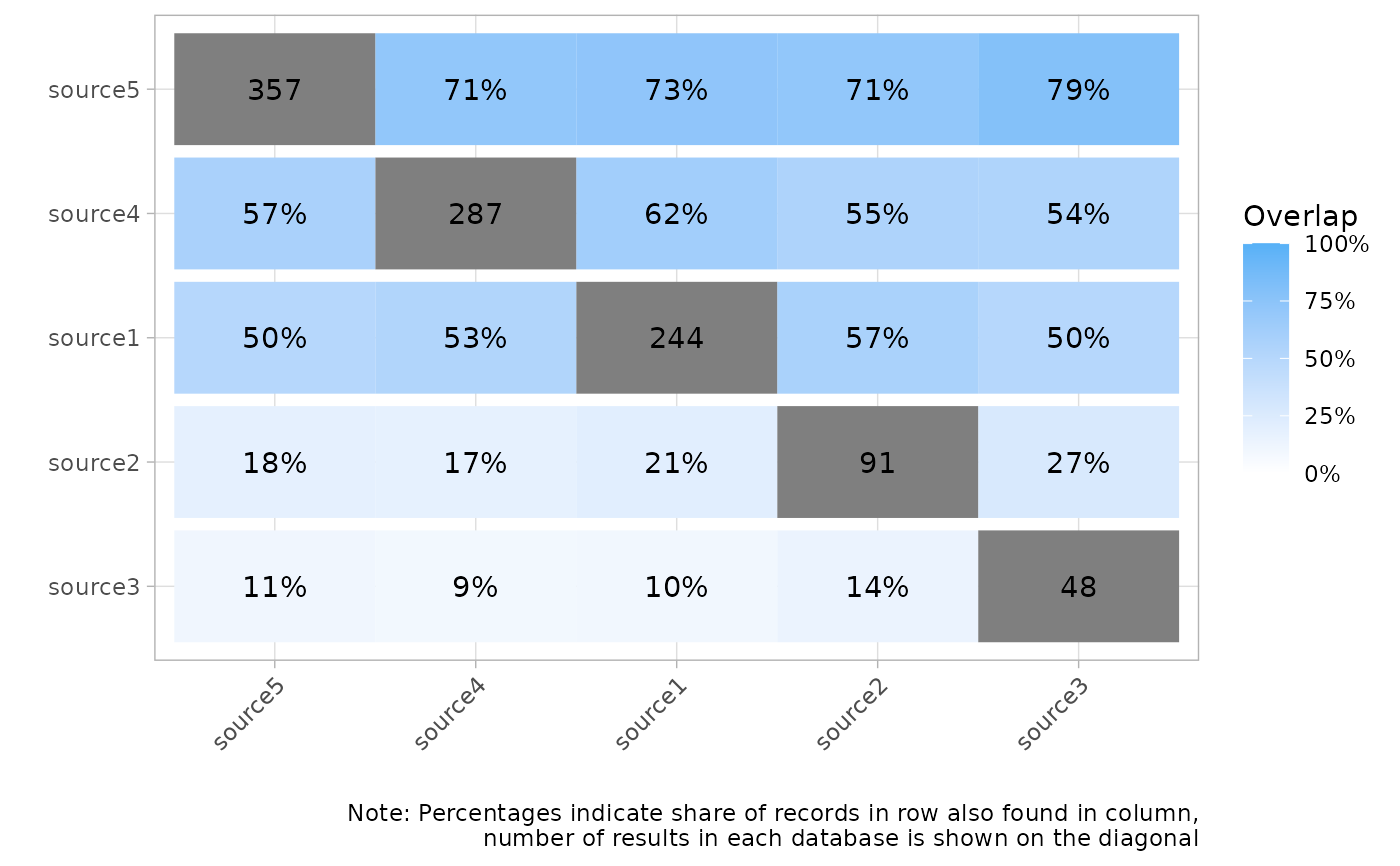 source5 357 71% 73% 71% 79%
source4 57% 287 62% 55% 54%
source1 50% 53% 244 57% 50%
source2 18% 17% 21% 91 27%
source3 11% 9% 10% 14% 48
source5 source4 source1 source2 source3
Overlap
100%
75%
50%
25%
0%
Note: Percentages indicate share of records in row also found in column,
number of results in each database is shown on the diagonal